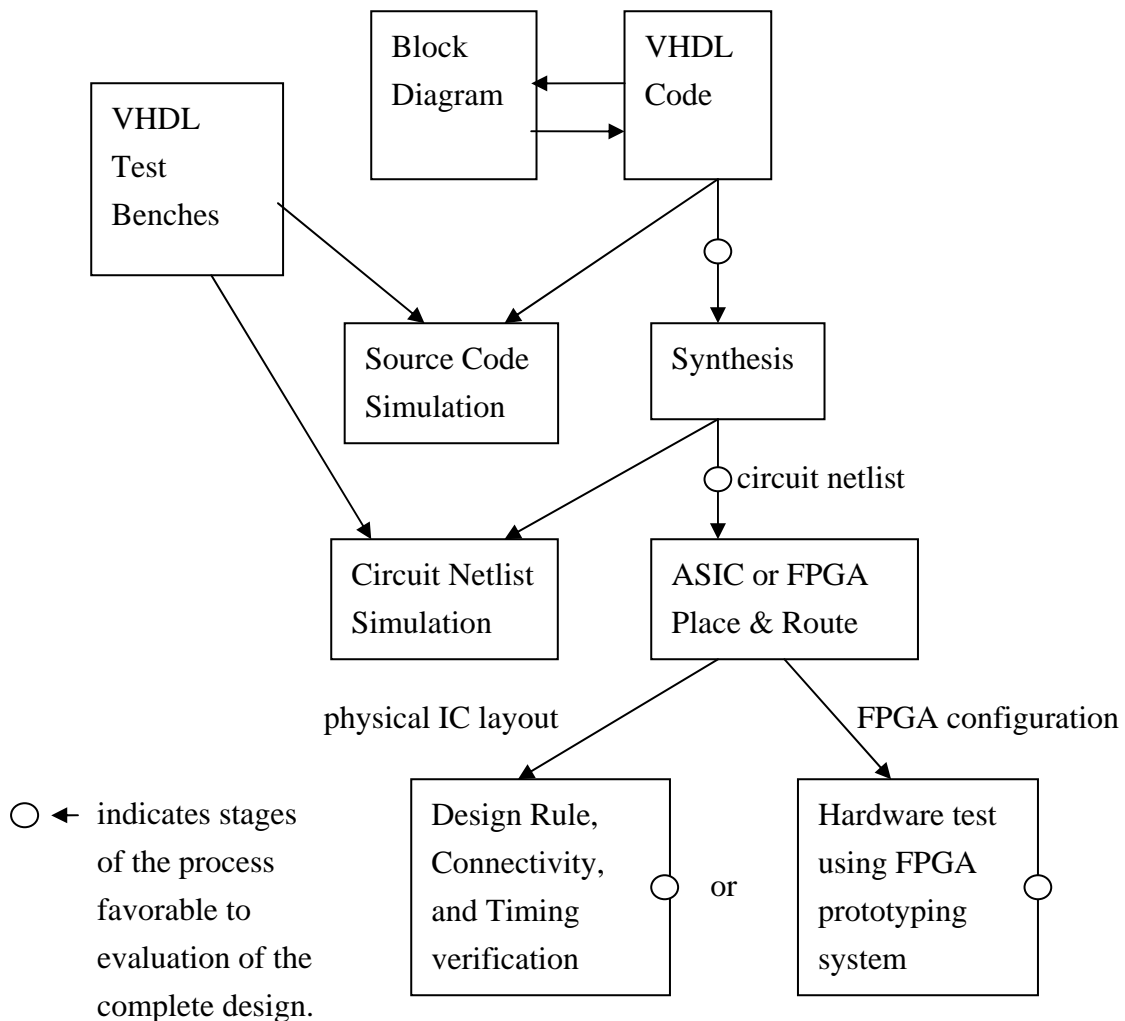 Block
Diagram
VHDL
Code
VHDL
Test
Benches
Source Code
Simulation
Synthesis
circuit netlist
Circuit Netlist
Simulation
ASIC or FPGA
Place & Route
physical IC layout
FPGA configuration
indicates stages
of the process
favorable to
evaluation of the
complete design.
Design Rule,
Connectivity,
and Timing
verification
or
Hardware test
using FPGA
prototyping
system